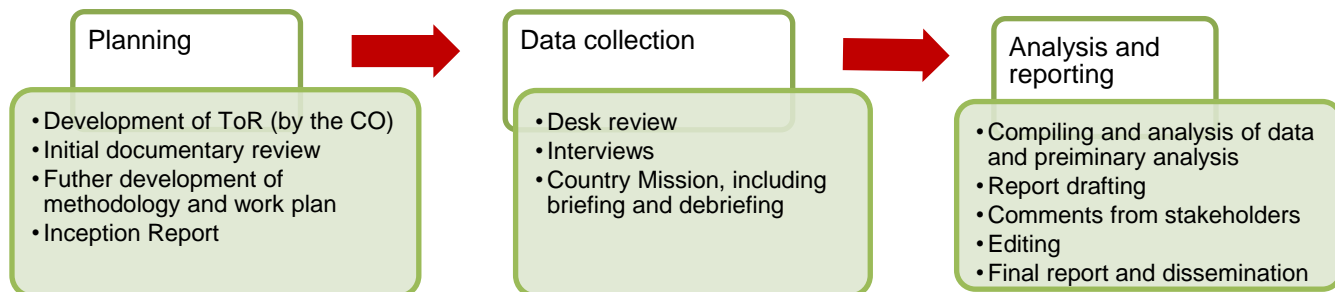 Planning
• Development of ToR (by the CO)
• Initial documentary review
• Futher development of
methodology and work plan
• Inception Report
Data collection
• Desk review
• Interviews
• Country Mission, including
briefing and debriefing
Analysis and
reporting
• Compiling and analysis of data
and preiminary analysis
• Report drafting
• Comments from stakeholders
• Editing
• Final report and dissemination